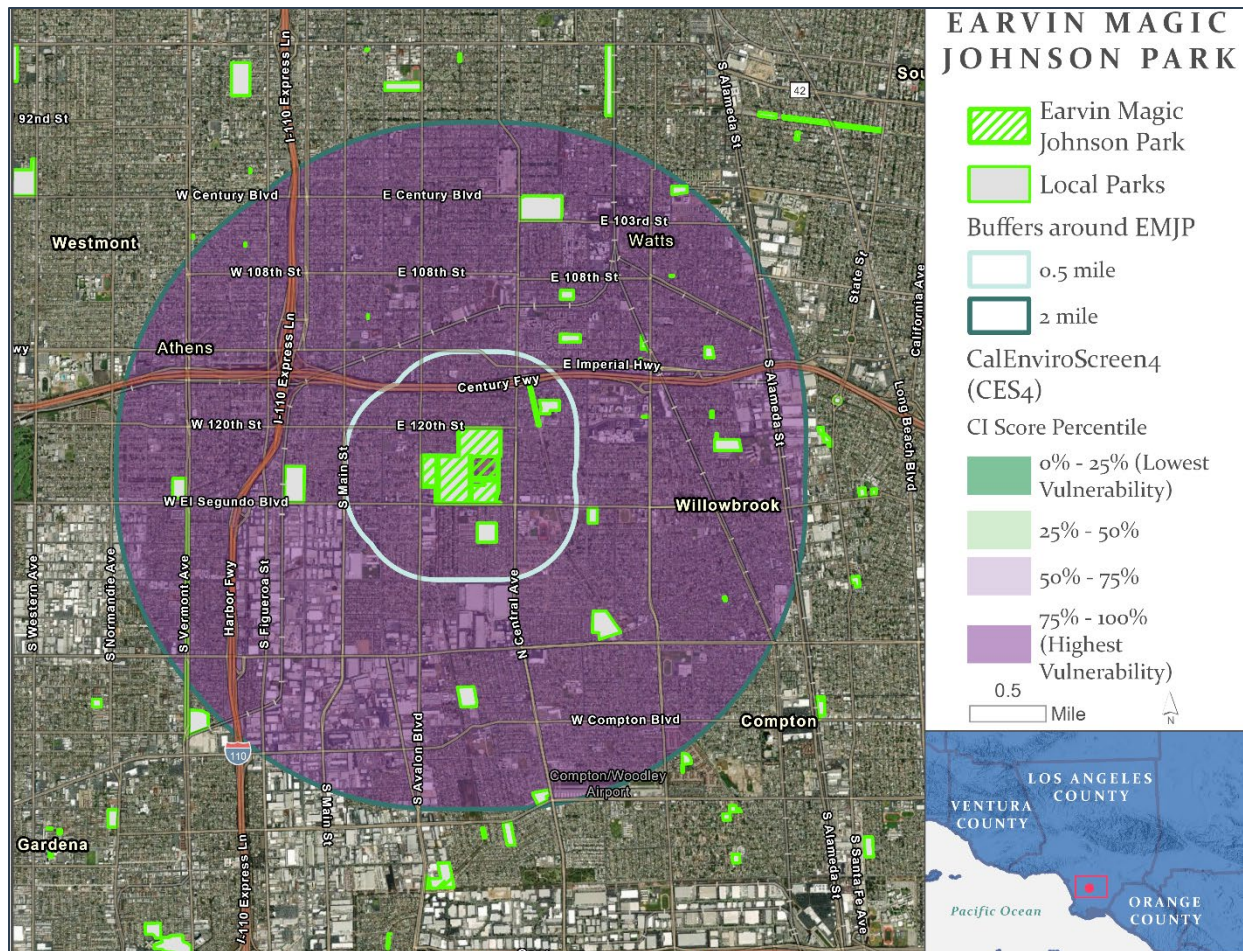 EARVIN MAGIC
JOHNSON PARK
Earvin Magic
Johnson Park
Local Parks
Buffers around EMJP
0.5 mile
2 mile
CalEnviroScreen4
(CES4)
CI Score Percentile
0% - 25% (Lowest
Vulnerability)
25% - 50%
50% - 75%
75% - 100%
(Highest
Vulnerability)
0.5
Mile
N
LOS ANGELES
COUNTY
VENTURA
COUNTY
ORANGE
COUNTY
Pacific Ocean
I-110 Express Ln
S Alameda St
42
Sou
92nd St
W Century Blvd
E Century Blvd
E 103rd St
Westmont
Watts
W 108th St
E 108th St
E 108th St
State St
California Ave
I-110 Express Ln
wy
Athens
E Imperial Hwy
Century Fwy
S Alameda St
Long Beach Blvd
W 120th St
E 120th St
S Main St
W El Segundo Blvd
Willowbrook
S Western Ave
S Normandie Ave
S Vermont Ave
Harbor Fwy
S Figueroa St
N Central Ave
W Compton Blvd
Compton
110
S Avalon Blvd
Compton/Woodley
Airport
S Main St
Gardena
I-110 Express Ln
S Alameda St
S Santa Fe Ave